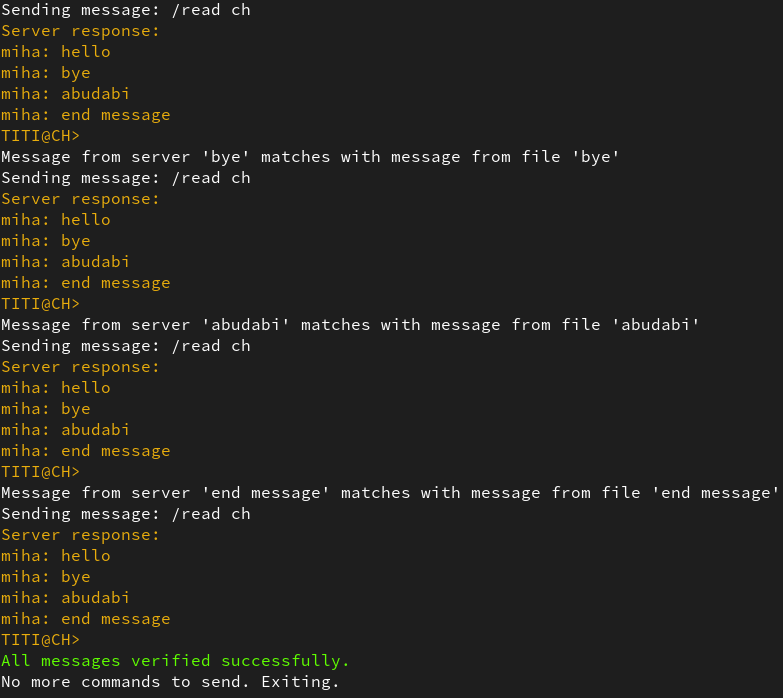 Sending message: /read ch
Server response:
miha: hello
miha: bye
miha: abudabi
miha: end message
TITI@CH>
Message from server 'bye' matches with message from file 'bye'
Sending message: /read ch
Server response:
miha: hello
miha: bye
miha: abudabi
miha: end message
TITI@CH>
Message from server 'abudabi' matches with message from file 'abudabi'
Sending message: /read ch
Server response:
miha: hello
miha: bye
miha: abudabi
miha: end message
TITI@CH>
Message from server 'end message' matches with message from file 'end message'
Sending message: /read ch
Server response:
miha: hello
miha: bye
miha: abudabi
miha: end message
TITI@CH>
All messages verified successfully.
No more commands to send. Exiting.